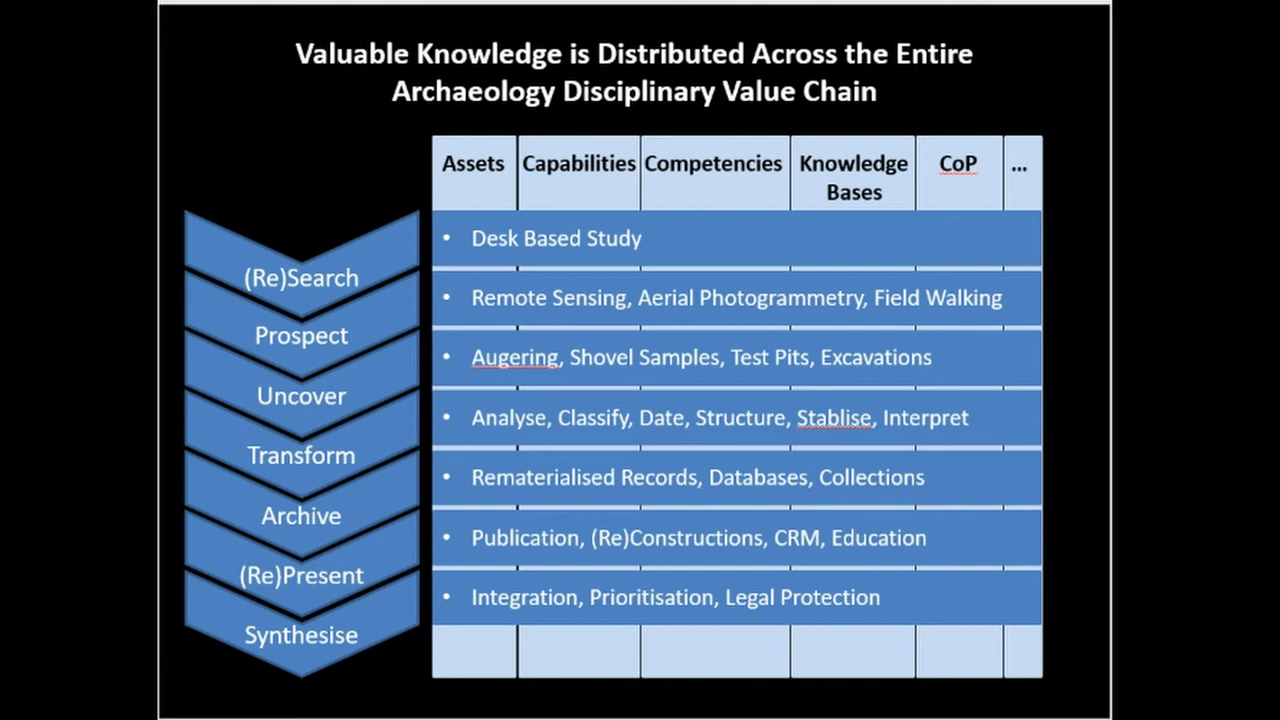 Valuable Knowledge is Distributed Across the Entire
Archaeology Disciplinary Value Chain
Assets Capabilities Competencies Knowledge Bases CoP ...
(Re)Search
• Desk Based Study
Prospect
• Remote Sensing, Aerial Photogrammetry, Field Walking
Uncover
• Augering, Shovel Samples, Test Pits, Excavations
Transform
• Analyse, Classify, Date, Structure, Stablise, Interpret
Archive
• Rematerialised Records, Databases, Collections
(Re)Present
• Publication, (Re)Constructions, CRM, Education
Synthesise
• Integration, Prioritisation, Legal Protection